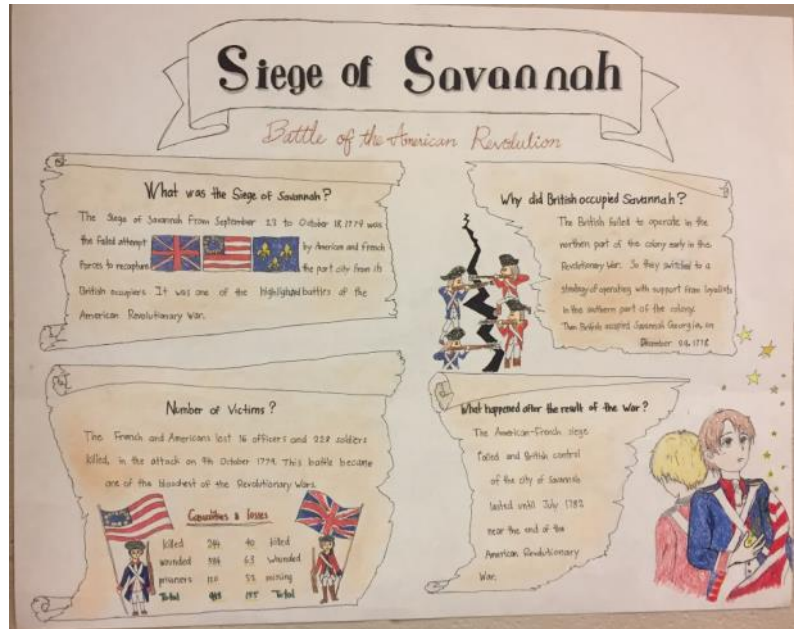 Siege of Savannah
Battle of the American Revolution
What was the Siege of Savannah?
The Siege of Savannah from September 23 to October 18, 1779 was
the failed attempt by American and French
forces to recapture the port city from its
British occupiers. It was one of the highlighted battles of the
American Revolutionary War.
Why did British occupied Savannah?
The British failed to operate in the
northern part of the colony early in the
Revolutionary War. So they switched to a
strategy of operating with support from loyalists
in the southern part of the colony.
Then British occupied Savannah Georgia, on
December 29, 1778
Number of Victims?
The French and Americans lost 16 officers and 228 soldiers
killed, in the attack on 9th October 1779. This battle became
one of the bloodiest of the Revolutionary Wars.
Casualties & losses
killed 244 40 killed
wounded 63 wounded
prisoners 52 missing
Total 155 Total
What happened after the result of the War?
The American-French siege
failed and British control
of the city of Savannah
lasted until July 1782
near the end of the
American Revolutionary
War.